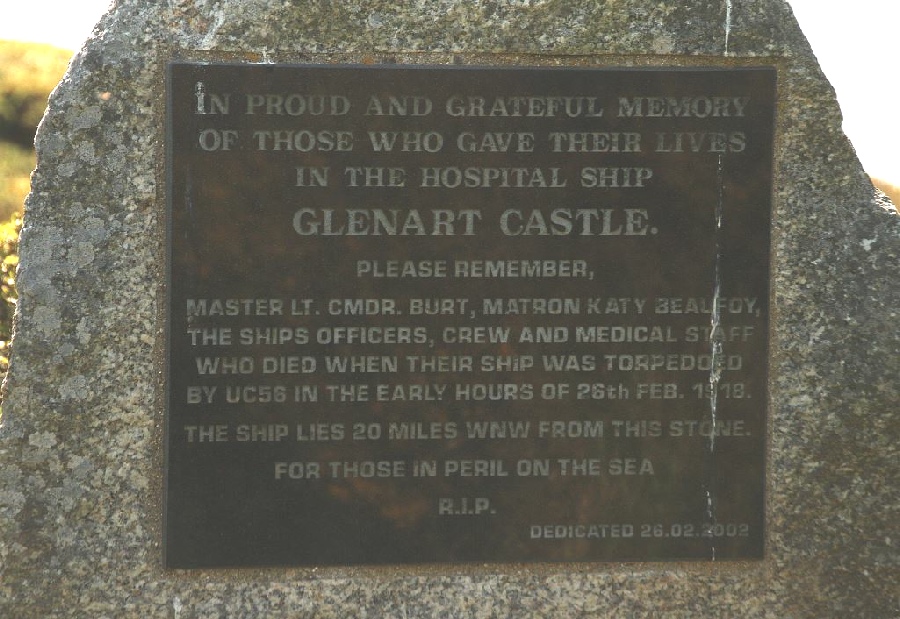 IN PROUD AND GRATEFUL MEMORY
OF THOSE WHO GAVE THEIR LIVES
IN THE HOSPITAL SHIP
GLENART CASTLE.
PLEASE REMEMBER,
MASTER LT. CMDR. BURT, MATRON KATY BEAUFOY,
THE SHIPS OFFICERS, CREW AND MEDICAL STAFF
WHO DIED WHEN THEIR SHIP WAS TORPEDOED
BY UC56 IN THE EARLY HOURS OF 26th FEB. 1918.
THE SHIP LIES 20 MILES WNW FROM THIS STONE.
FOR THOSE IN PERIL ON THE SEA
R.I.P.
DEDICATED 26.02.2002